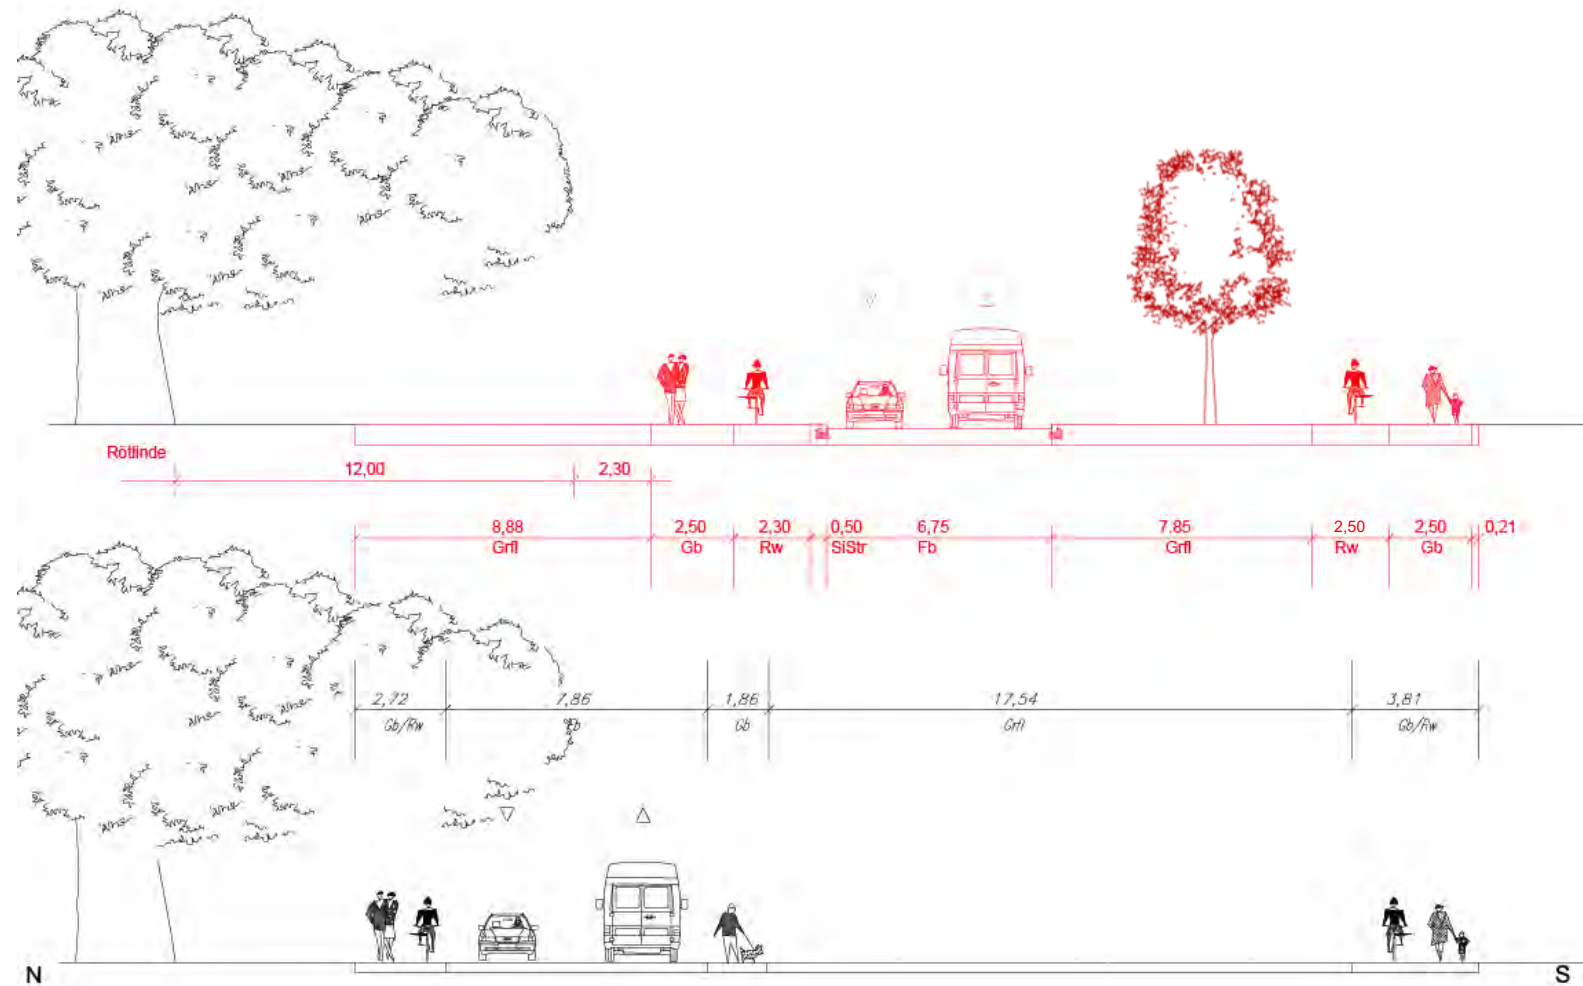 Rötlinde
12,00 2,30
8,88 2,50 2,30 0,50 6,75 7,85 2,50 2,50 0,21
Grfl Gb Rw SiStr Fb Grfl Rw Gb
2,72 7,86 1,86 17,54 3,81
Gb/Rw Fb Gb Grfl Gb/Rw
N S